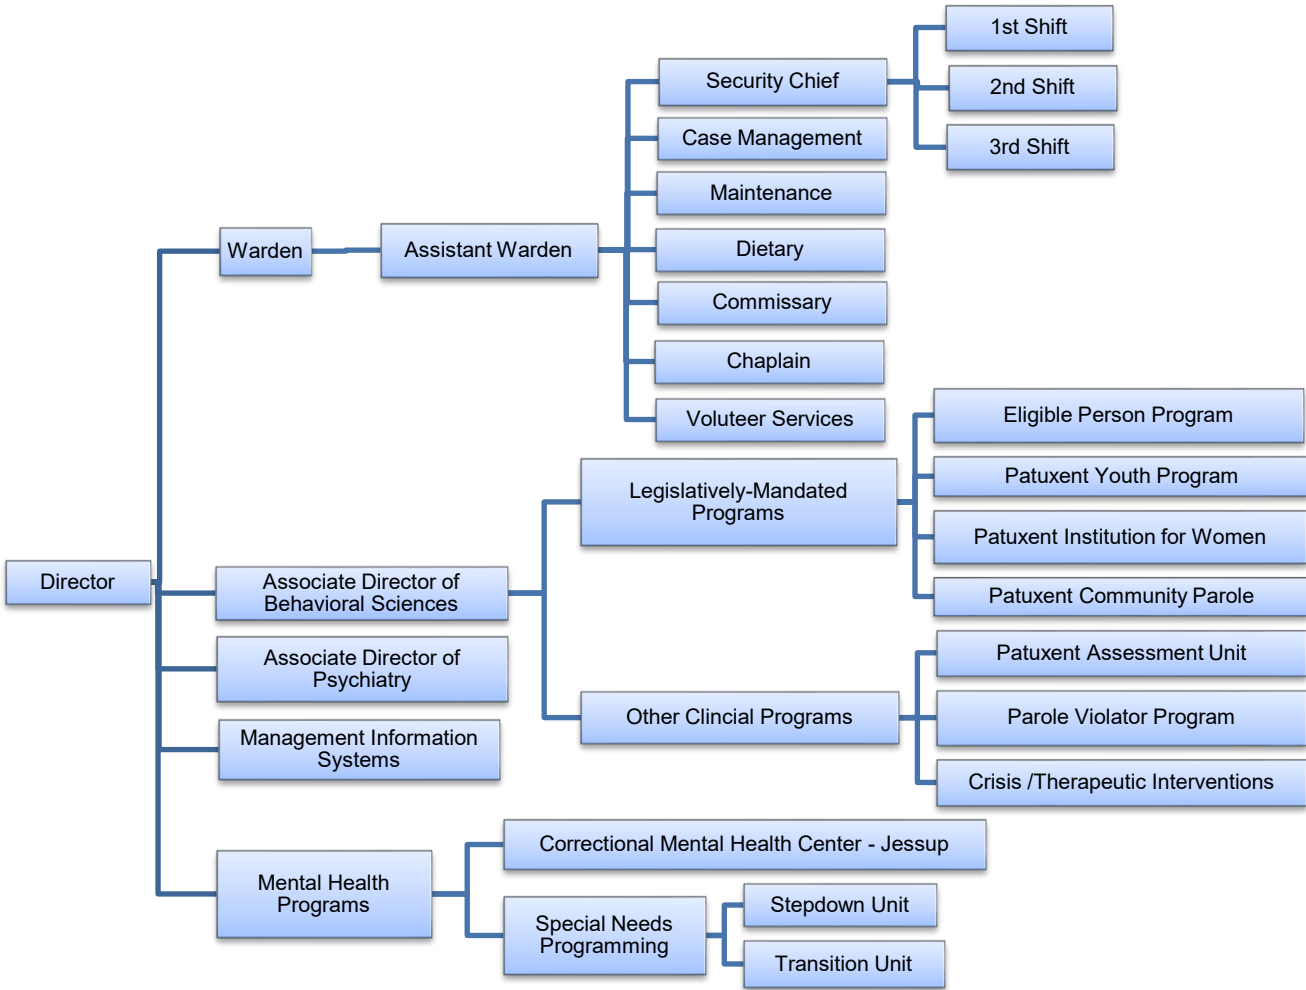 1st Shift
Security Chief
2nd Shift
Case Management
3rd Shift
Maintenance
Warden
Assistant Warden
Dietary
Commissary
Chaplain
Voluteer Services
Eligible Person Program
Legislatively-Mandated
Programs
Patuxent Youth Program
Patuxent Institution for Women
Patuxent Community Parole
Director
Associate Director of
Behavioral Sciences
Associate Director of
Psychiatry
Patuxent Assessment Unit
Other Clincial Programs
Parole Violator Program
Management Information
Systems
Crisis /Therapeutic Interventions
Correctional Mental Health Center - Jessup
Mental Health
Programs
Special Needs
Programming
Stepdown Unit
Transition Unit